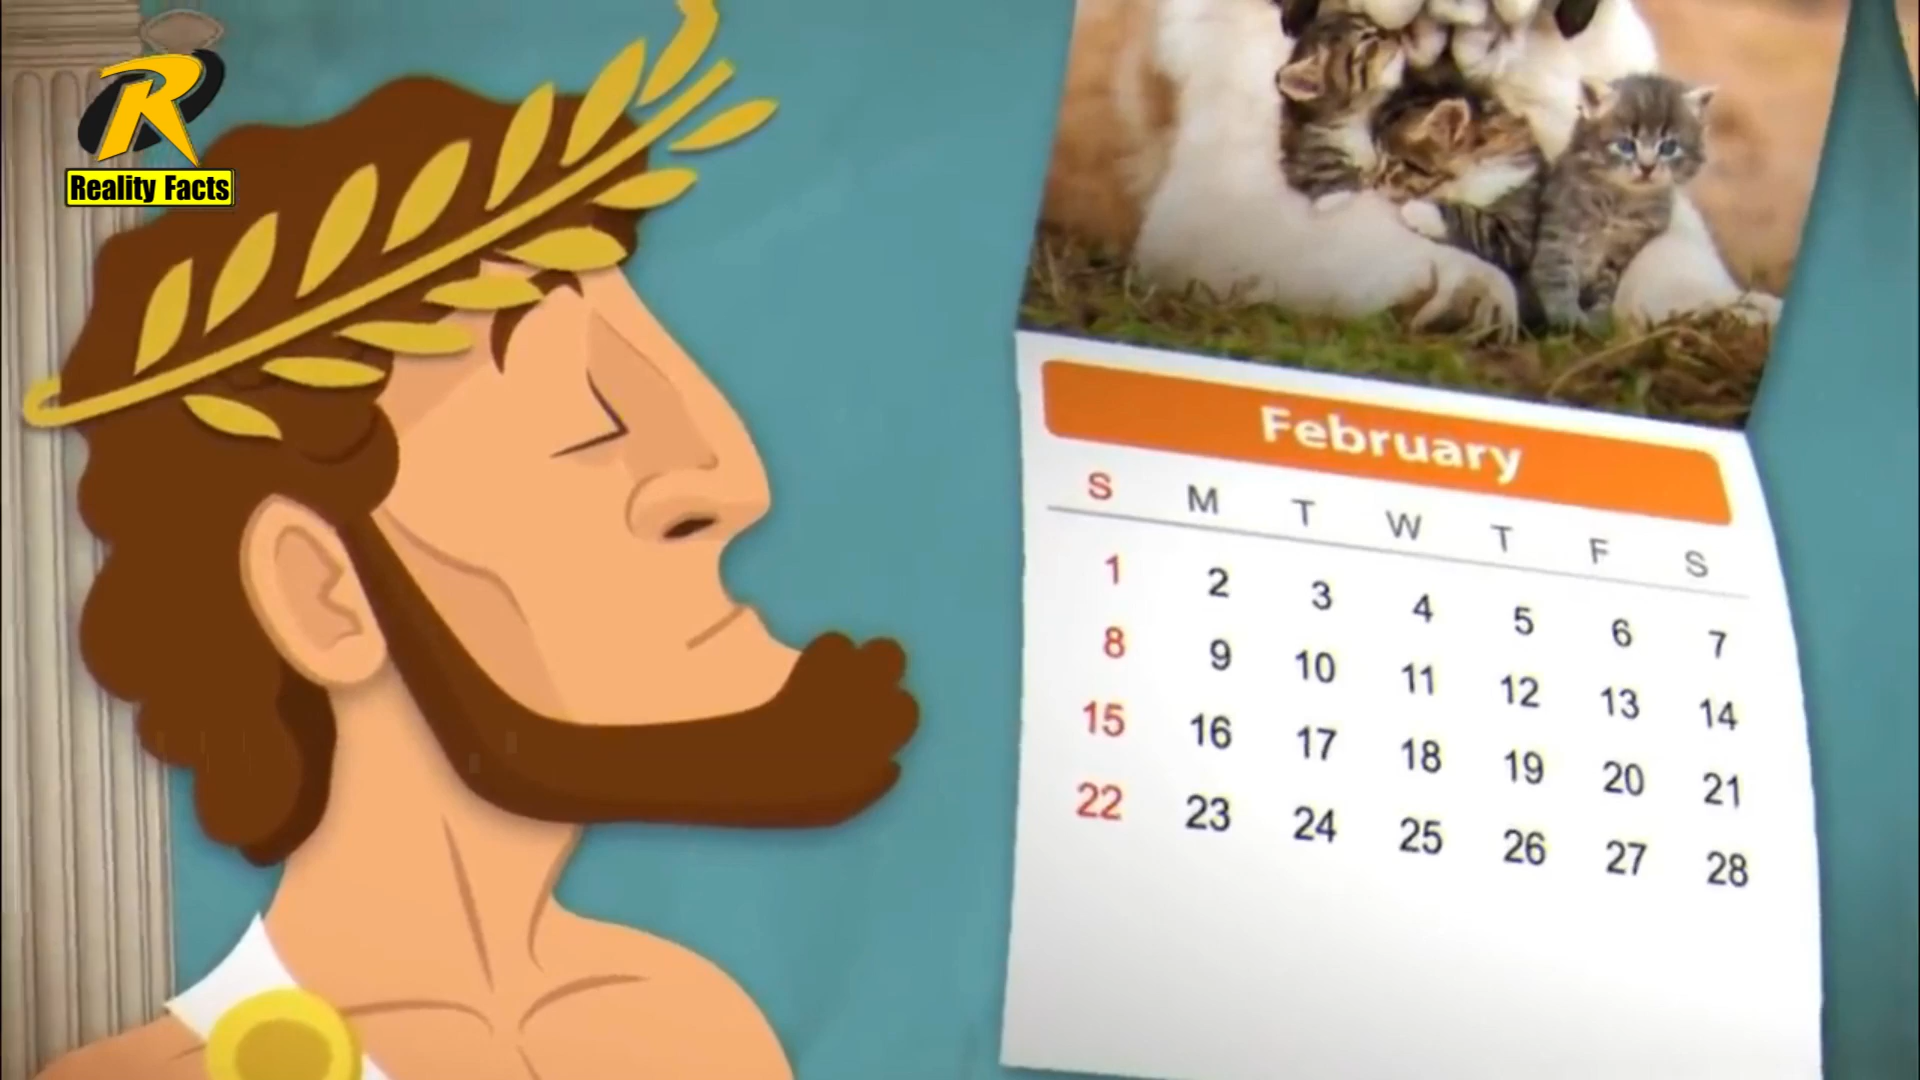 R
Reality Facts
February
S M T W T F S
1 2 3 4 5 6 7
8 9 10 11 12 13 14
15 16 17 18 19 20 21
22 23 24 25 26 27 28